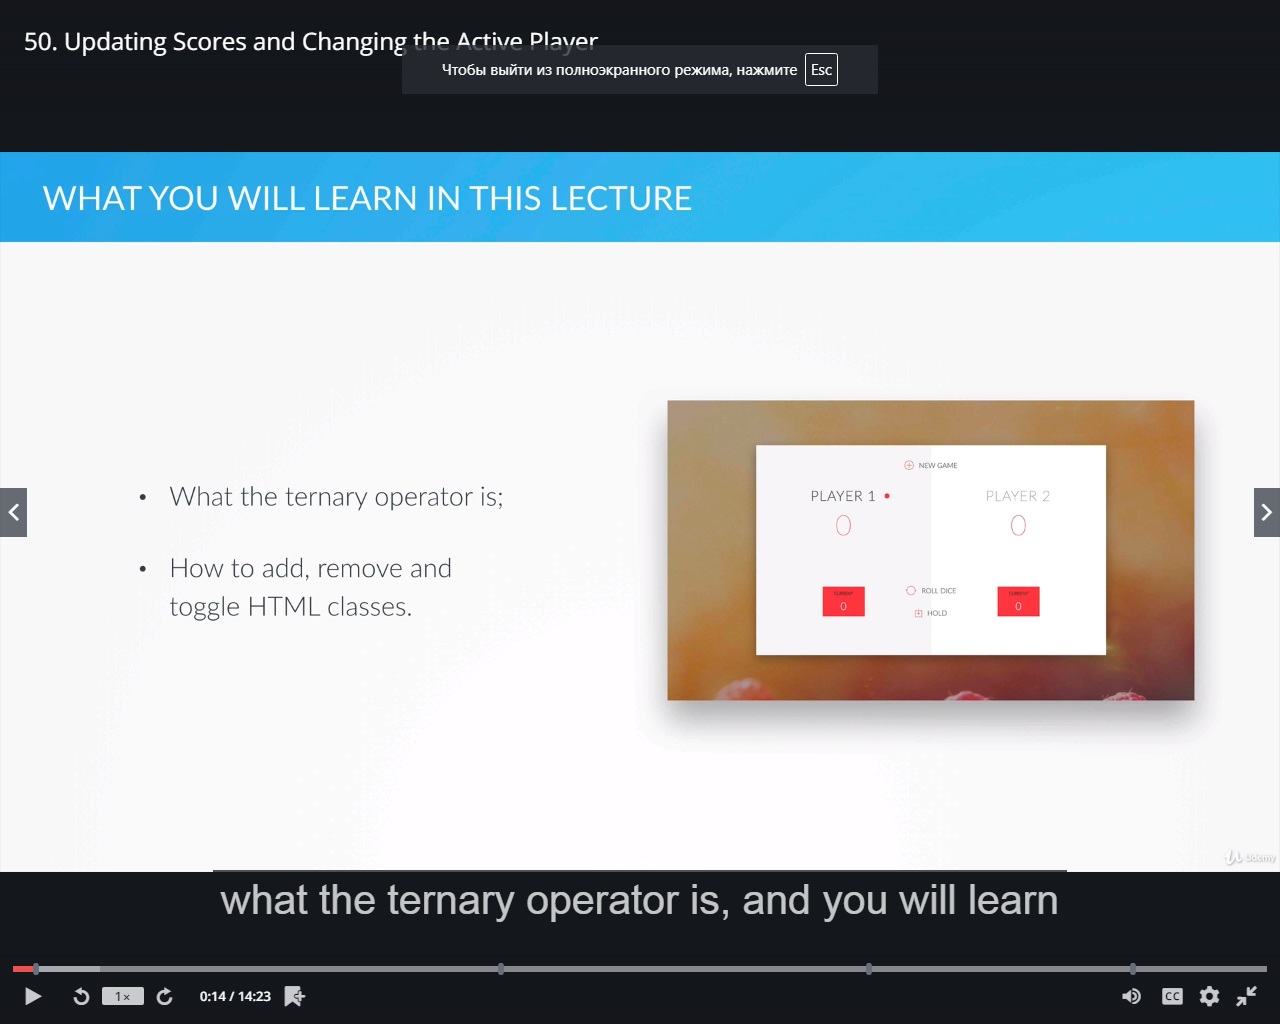 50. Updating Scores and Changing the Active Player
Чтобы выйти из полноэкранного режима, нажмите Esc
WHAT YOU WILL LEARN IN THIS LECTURE
• What the ternary operator is;
• How to add, remove and
toggle HTML classes.
NEW GAME
PLAYER 1
PLAYER 2
0
0
ROLL DICE
CURRENT
0
CURRENT
0
HOLD
Udemy
what the ternary operator is, and you will learn
1×
0:14 / 14:23
CC